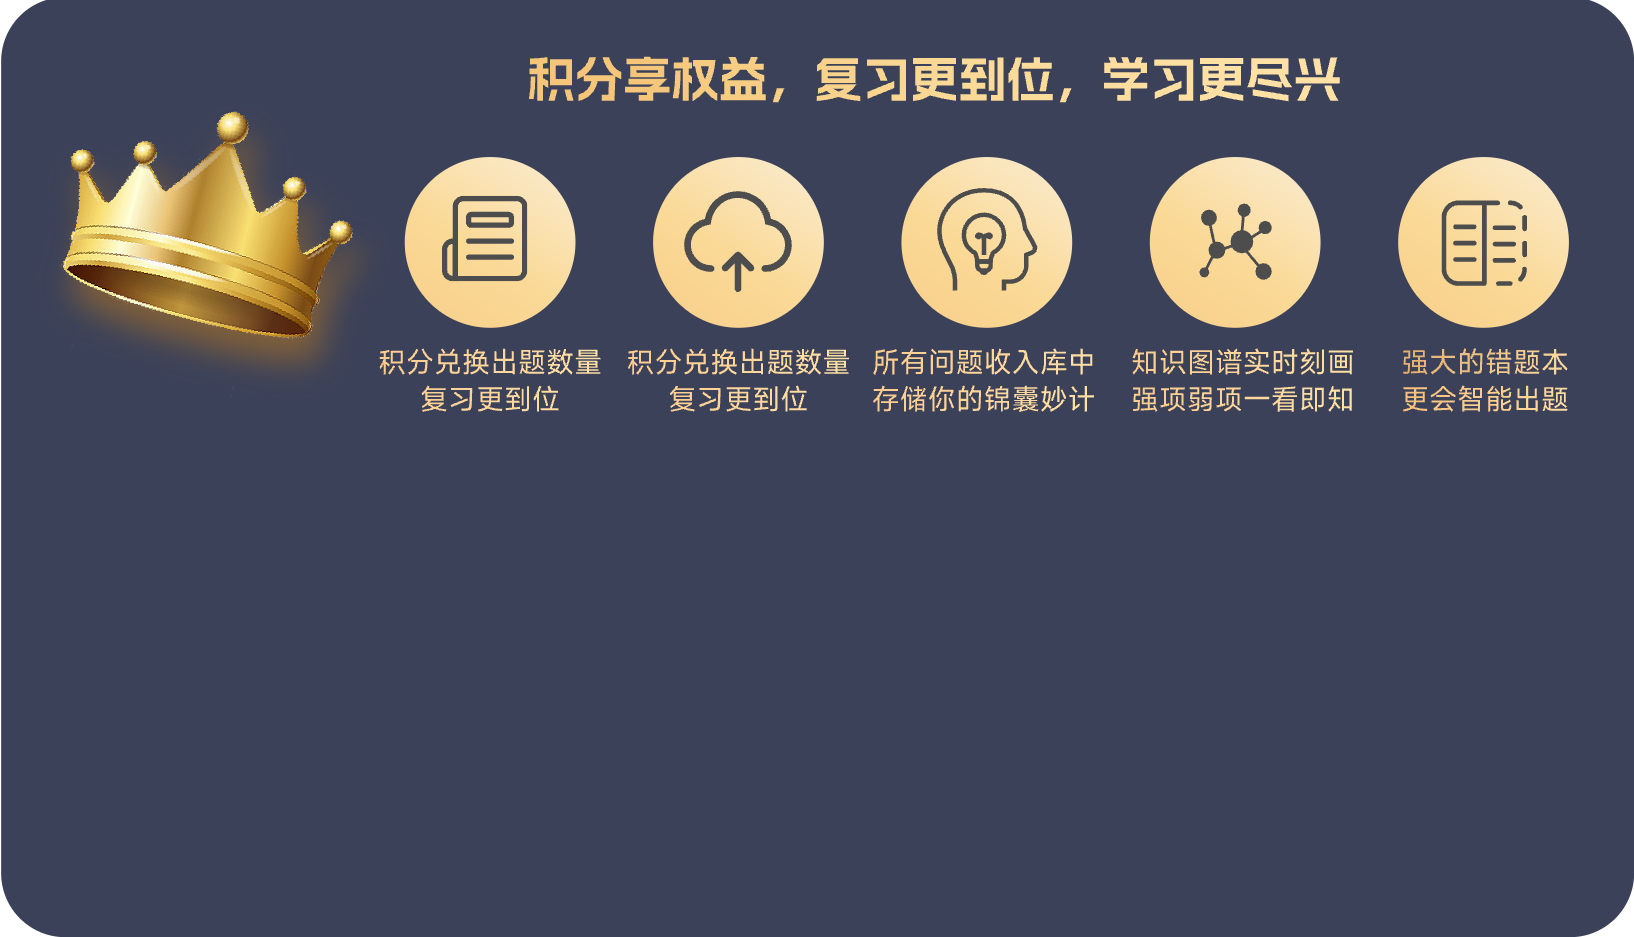 积分享权益，复习更到位，学习更尽兴
积分兑换出题数量
复习更到位
积分兑换出题数量
复习更到位
所有问题收入库中
存储你的锦囊妙计
知识图谱实时刻画
强项弱项一看即知
强大的错题本
更会智能出题